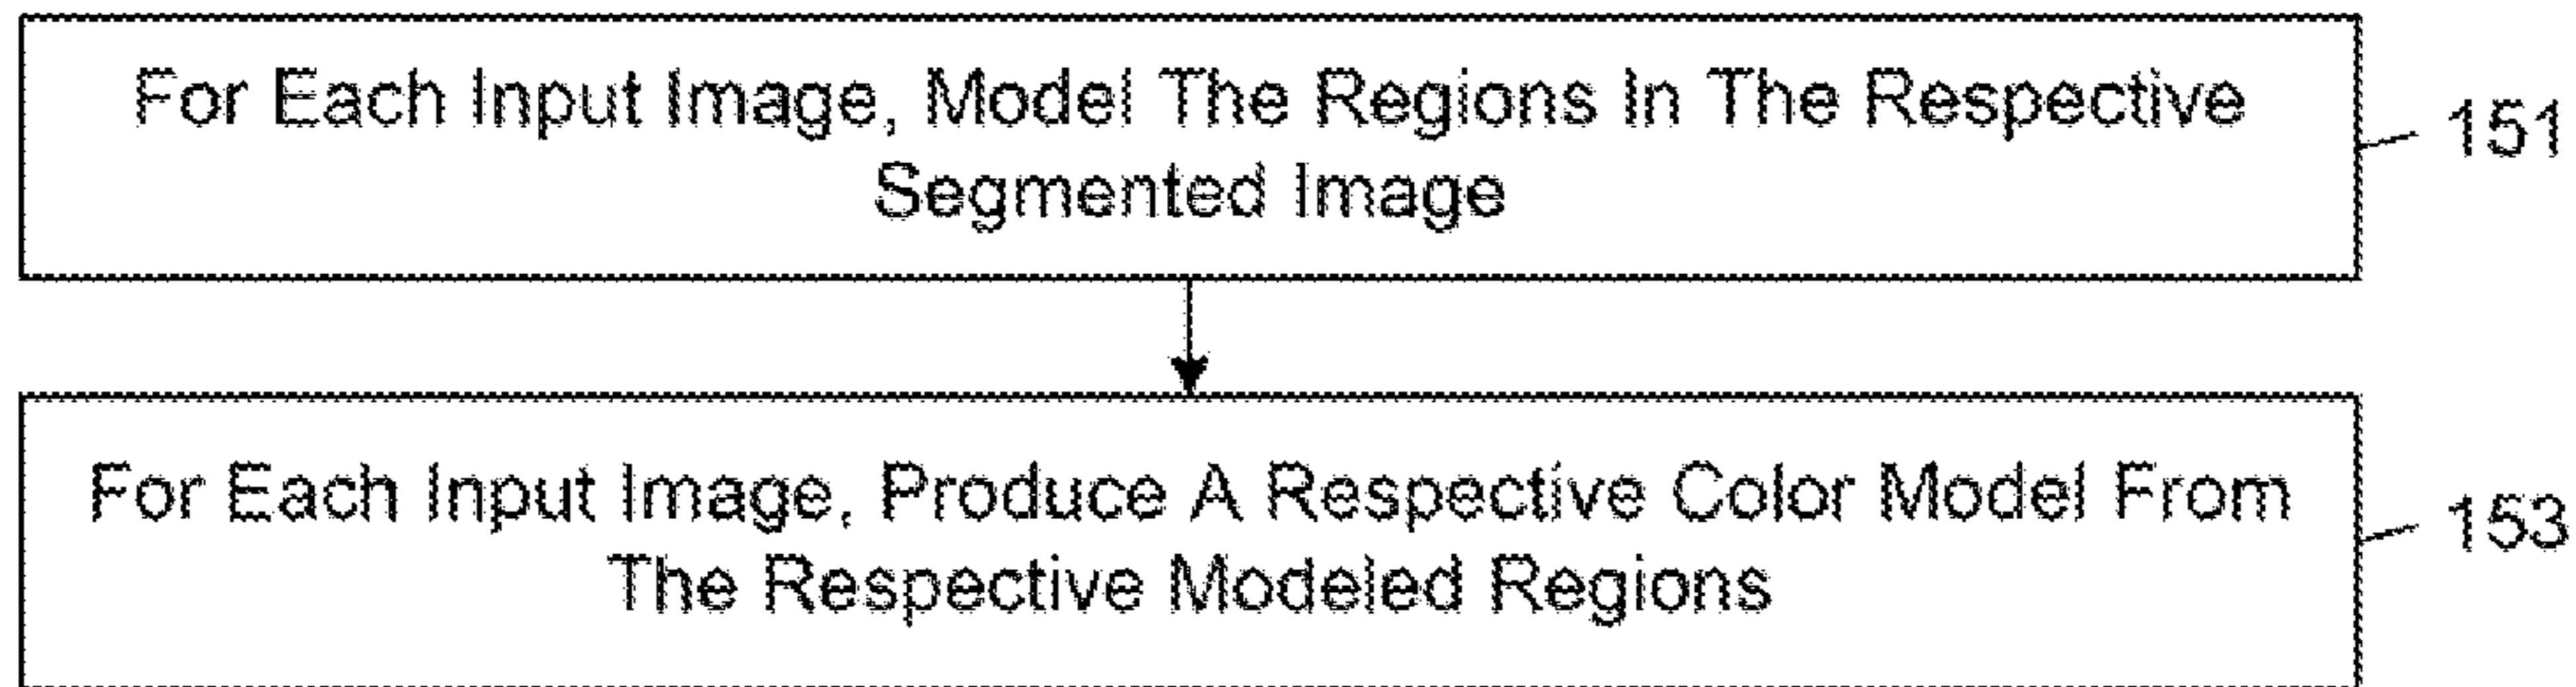 For Each Input Image, Model The Regions In The Respective
Segmented Image
151
For Each Input Image, Produce A Respective Color Model From
The Respective Modeled Regions
153